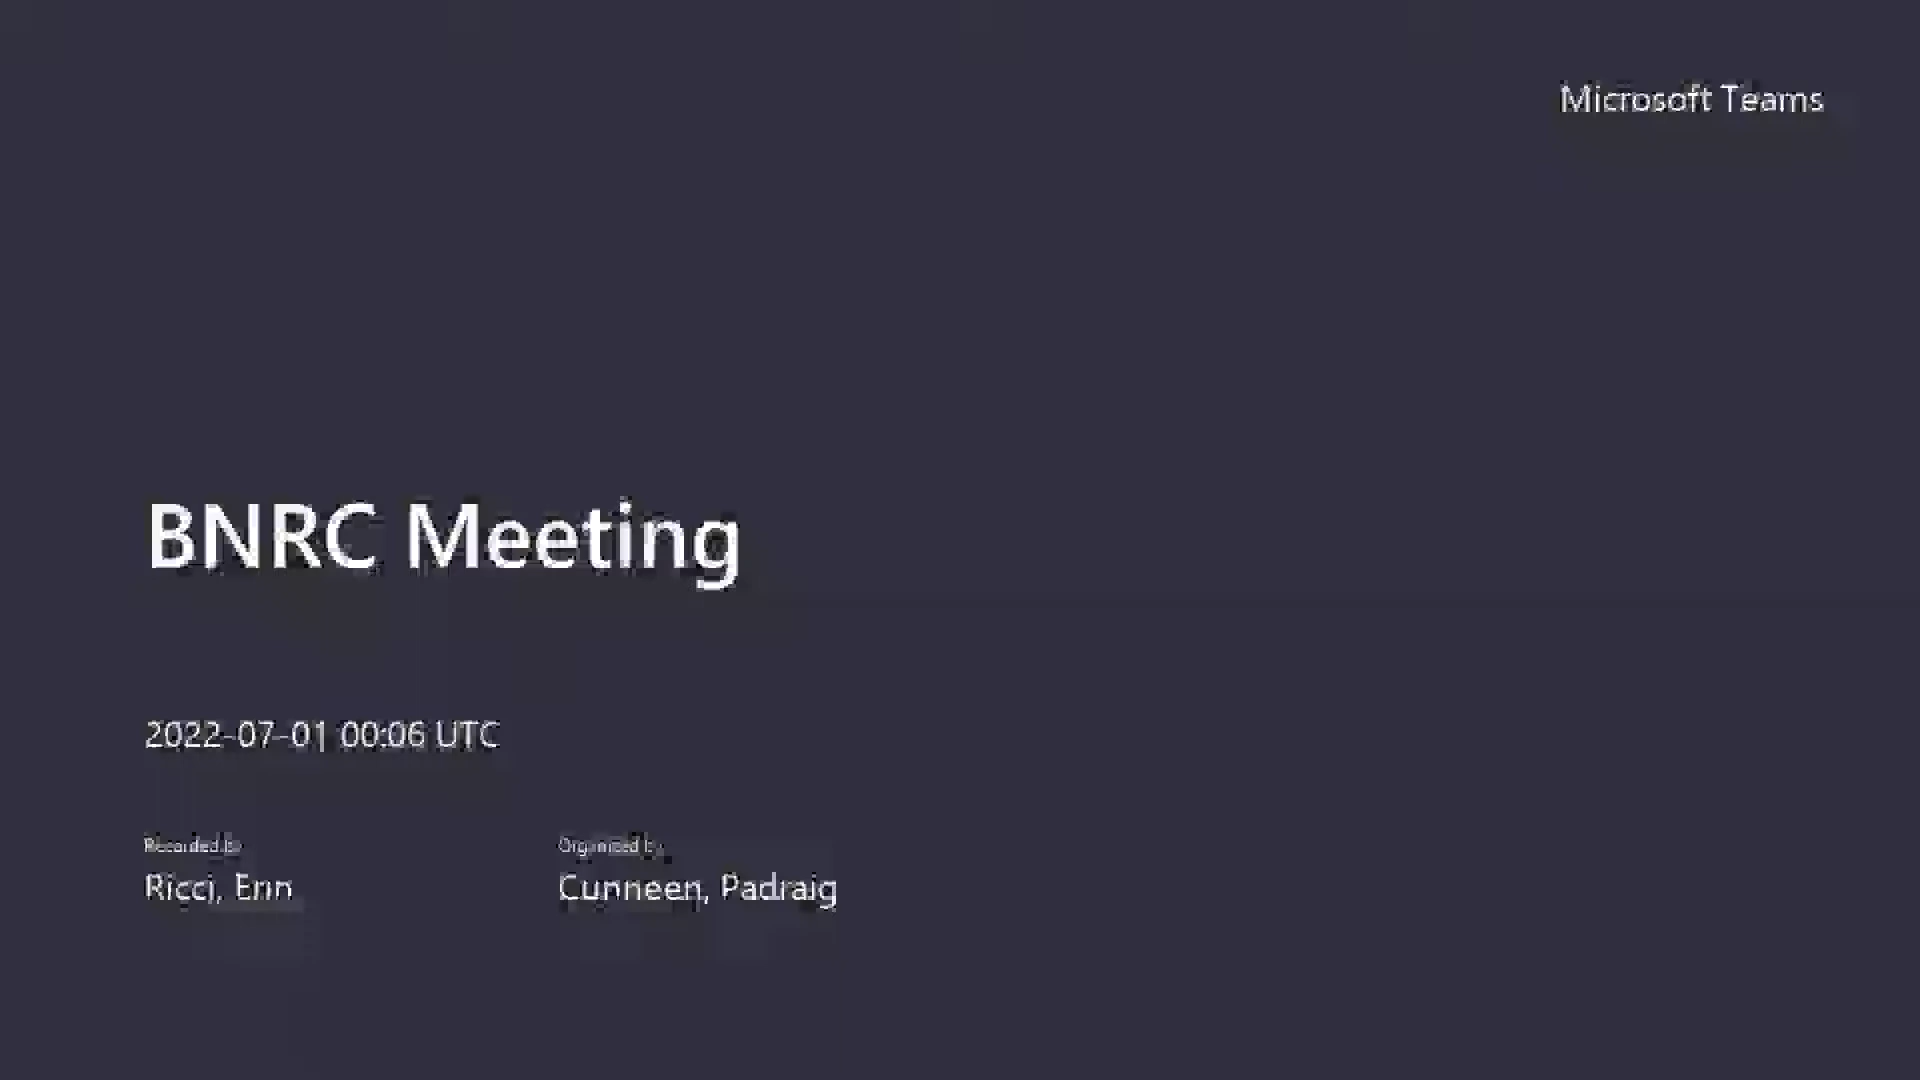 Microsoft Teams
BNRC Meeting
2022-07-01 00:06 UTC
Recorded by
Organized by
Ricci, Erin
Cunneen, Padraig